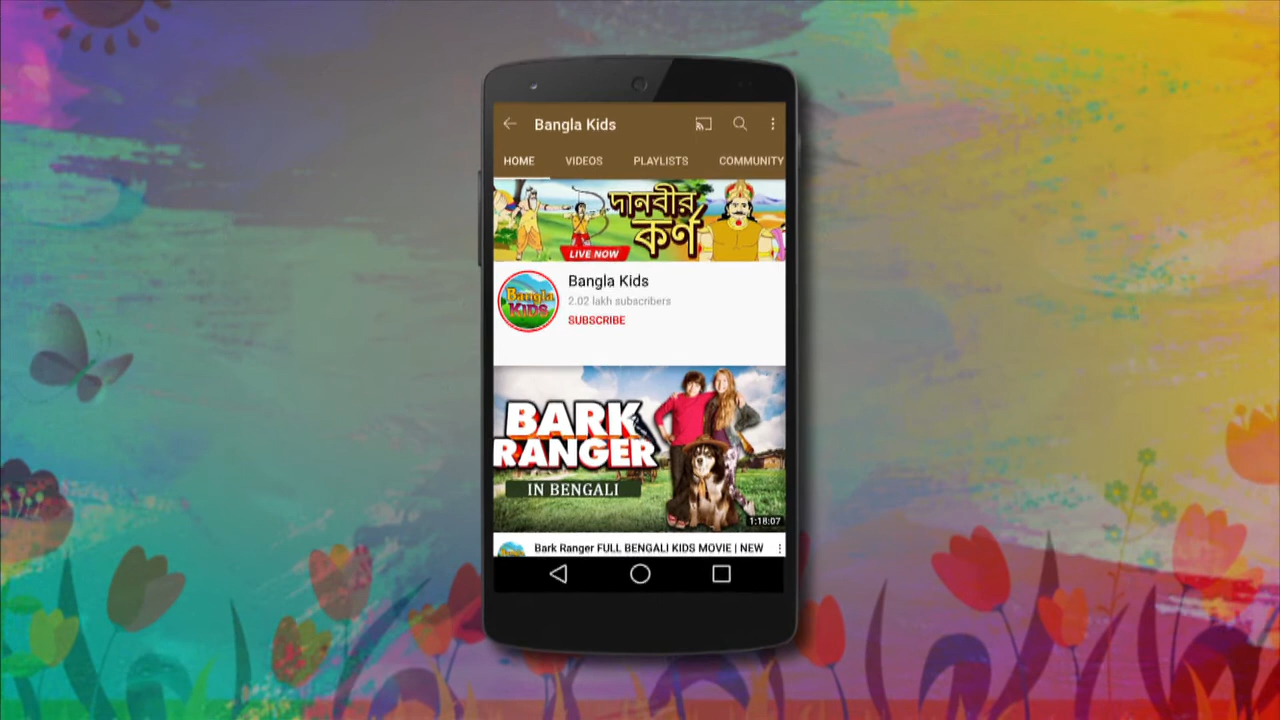 Bangla Kids
HOME VIDEOS PLAYLISTS COMMUNITY
দানবীর
কর্ণ
LIVE NOW
Bangla
KIDS
Bangla Kids
2.02 lakh subscribers
SUBSCRIBE
BARK
RANGER
IN BENGALI
1:18:07
Bark Ranger FULL BENGALI KIDS MOVIE | NEW